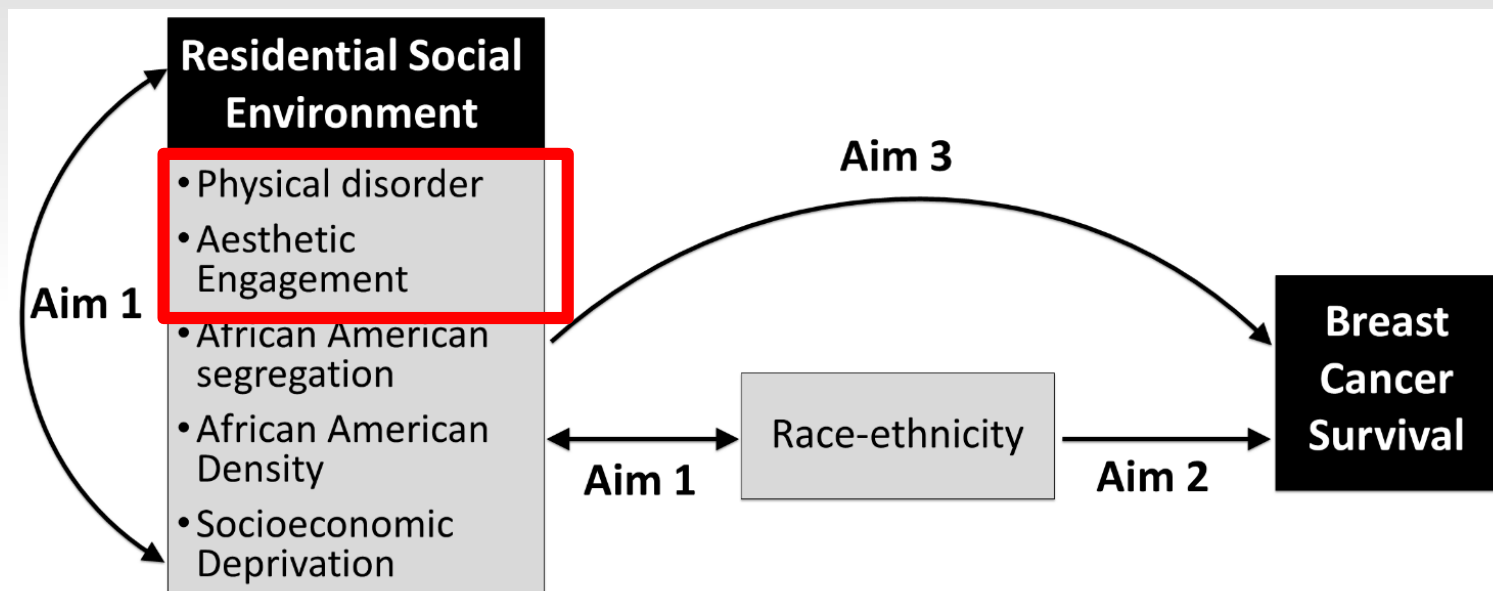 Residential Social
Environment
• Physical disorder
• Aesthetic
Engagement
• African American
segregation
• African American
Density
• Socioeconomic
Deprivation
Aim 1
Aim 3
Aim 1
Race-ethnicity
Aim 2
Breast
Cancer
Survival